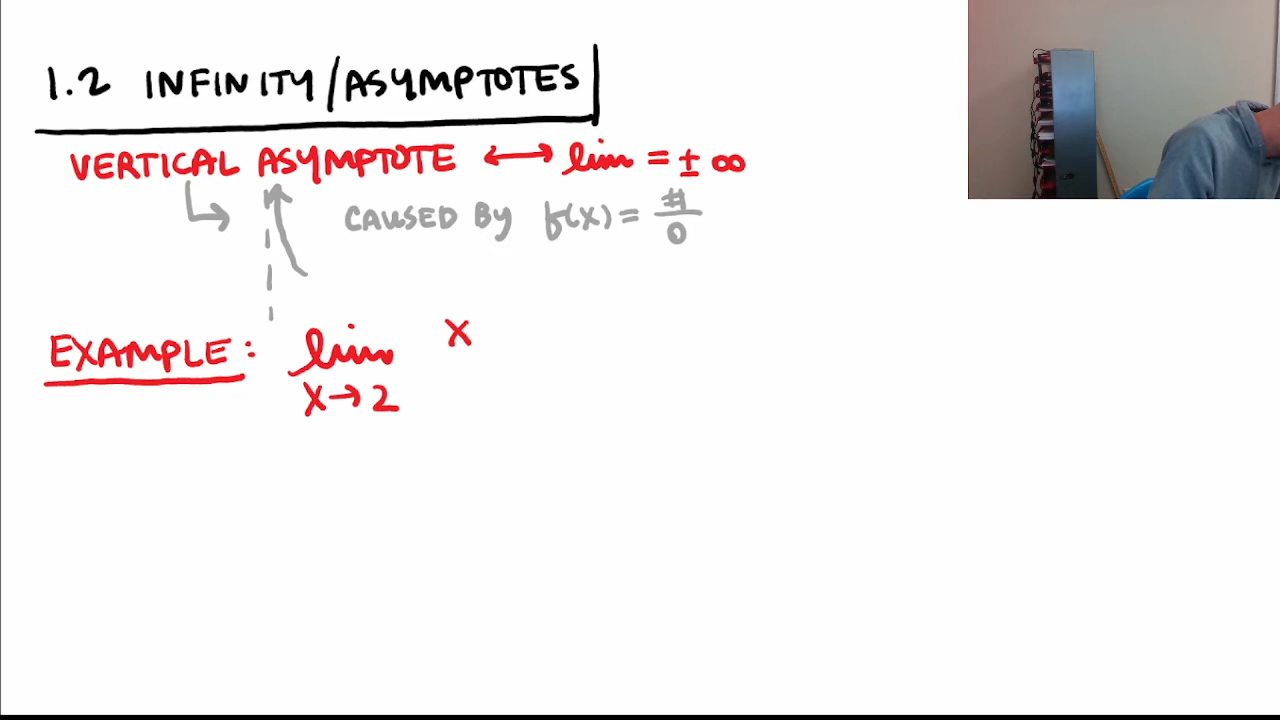 1.2 INFINITY/ASYMPTOTES
VERTICAL ASYMPTOTE ↔ lim = ± ∞
CAUSED BY f(x) = #/0
EXAMPLE: lim x
x→2